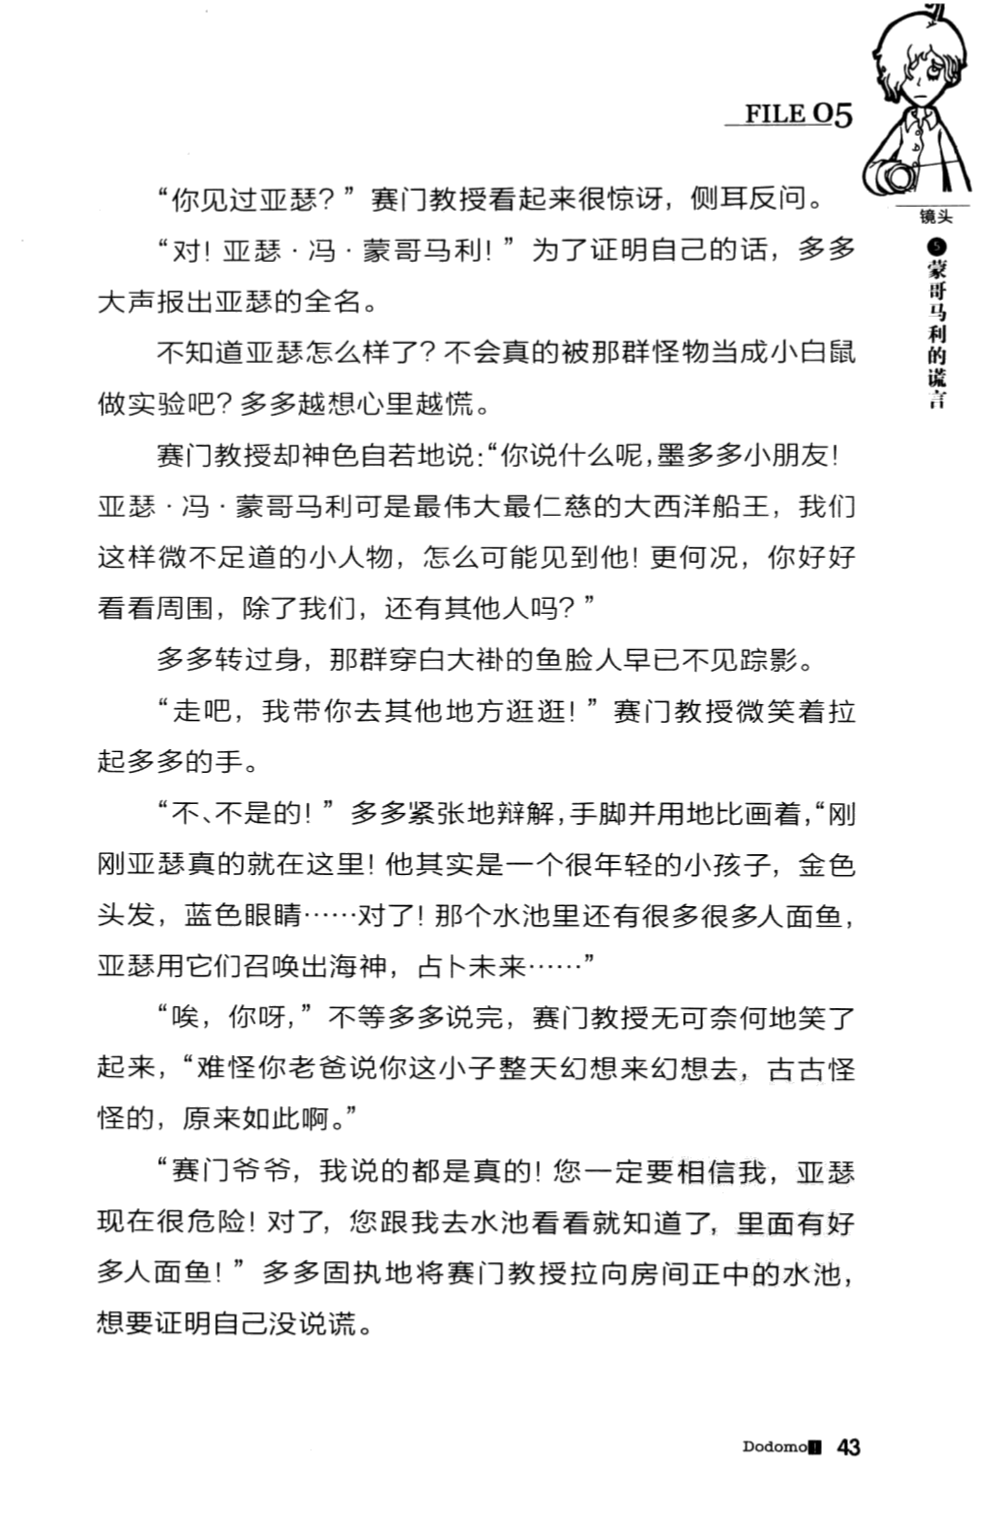 FILE 05
镜头
5
蒙哥马利的谎言
“你见过亚瑟？”赛门教授看起来很惊讶，侧耳反问。
“对！亚瑟·冯·蒙哥马利！”为了证明自己的话，多多
大声报出亚瑟的全名。
不知道亚瑟怎么样了？不会真的被那群怪物当成小白鼠
做实验吧？多多越想心里越慌。
赛门教授却神色自若地说：“你说什么呢，墨多多小朋友！
亚瑟·冯·蒙哥马利可是最伟大最仁慈的大西洋船王，我们
这样微不足道的小人物，怎么可能见到他！更何况，你好好
看看周围，除了我们，还有其他人吗？”
多多转过身，那群穿白大褂的鱼脸人早已不见踪影。
“走吧，我带你去其他地方逛逛！”赛门教授微笑着拉
起多多的手。
“不、不是的！”多多紧张地辩解，手脚并用地比画着，“刚
刚亚瑟真的就在这里！他其实是一个很年轻的小孩子，金色
头发，蓝色眼睛……对了！那个水池里还有很多很多人面鱼，
亚瑟用它们召唤出海神，占卜未来……”
“唉，你呀，”不等多多说完，赛门教授无可奈何地笑了
起来，“难怪你老爸说你这小子整天幻想来幻想去，古古怪
怪的，原来如此啊。”
“赛门爷爷，我说的都是真的！您一定要相信我，亚瑟
现在很危险！对了，您跟我去水池看看就知道了，里面有好
多人面鱼！”多多固执地将赛门教授拉向房间正中的水池，
想要证明自己没说谎。
Dodomo! 43